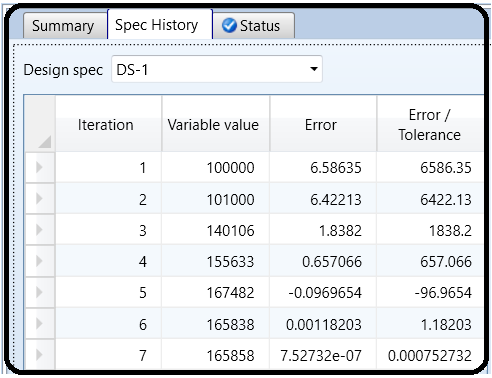 Summary Spec History Status
Design spec DS-1
Iteration Variable value Error Error /
Tolerance
1 100000 6.58635 6586.35
2 101000 6.42213 6422.13
3 140106 1.8382 1838.2
4 155633 0.657066 657.066
5 167482 -0.0969654 -96.9654
6 165838 0.00118203 1.18203
7 165858 7.52732e-07 0.000752732